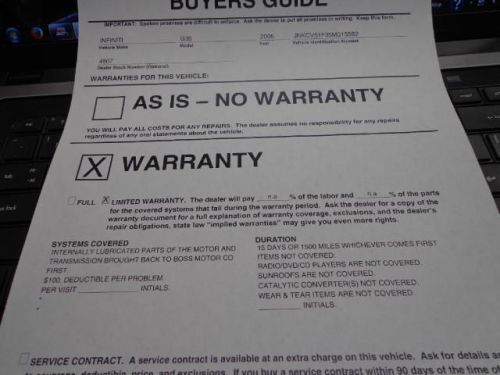 BUYERS GUIDE
IMPORTANT: Spoken promises are difficult to enforce. Ask the dealer to put all promises in writing. Keep this form.
INFINITI G35 2005
Vehicle Make Model Year Vehicle Identification Number
4807
Dealer Stock Number (Optional)
WARRANTIES FOR THIS VEHICLE:
AS IS – NO WARRANTY
YOU WILL PAY ALL COSTS FOR ANY REPAIRS. The dealer assumes no responsibility for any repairs
regardless of any oral statements about the vehicle.
X WARRANTY
FULL X LIMITED WARRANTY. The dealer will pay n.a % of the labor and n.a % of the parts
for the covered systems that fail during the warranty period. Ask the dealer for a copy of the
warranty document for a full explanation of warranty coverage, exclusions, and the dealer's
repair obligations, state law "implied warranties" may give you even more rights.
SYSTEMS COVERED
INTERNALLY LUBRICATED PARTS OF THE MOTOR AND
TRANSMISSION BROUGHT BACK TO BOSS MOTOR CO
FIRST.
$100. DEDUCTIBLE PER PROBLEM
PER VISIT ________ INTIALS.
DURATION
15 DAYS OR 1500 MILES WHICHEVER COMES FIRST
ITEMS NOT COVERED.
RADIO/DVD/CD PLAYERS ARE NOT COVERED.
SUNROOFS ARE NOT COVERED.
CATALYTIC CONVERTER(S) NOT COVERED.
WEAR & TEAR ITEMS ARE NOT COVERED.
________ INTIALS.
SERVICE CONTRACT. A service contract is available at an extra charge on this vehicle. Ask for details as
to coverage, deductible, price, and exclusions. If you buy a service contract within 90 days of the time of